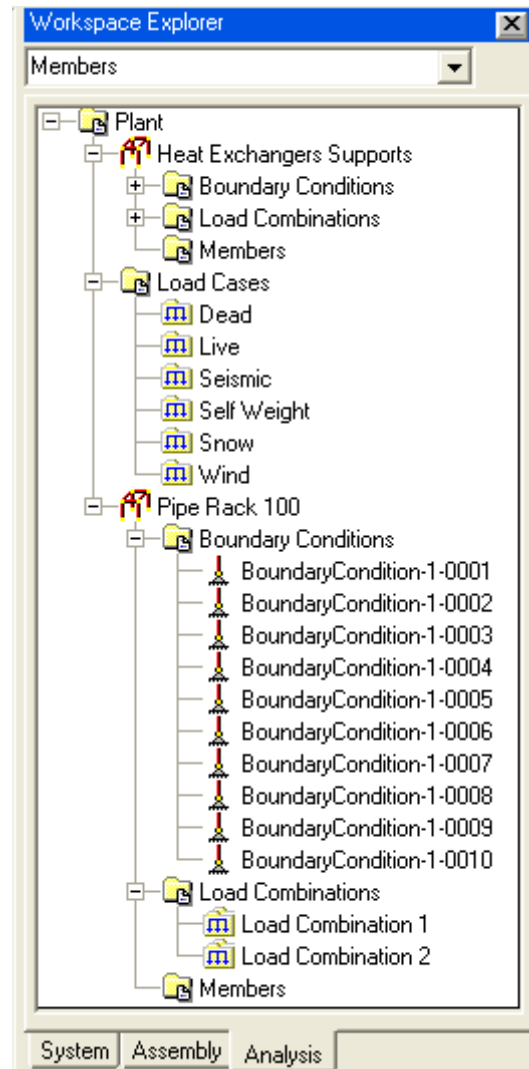 Workspace Explorer
Members
Plant
Heat Exchangers Supports
Boundary Conditions
Load Combinations
Members
Load Cases
Dead
Live
Seismic
Self Weight
Snow
Wind
Pipe Rack 100
Boundary Conditions
BoundaryCondition-1-0001
BoundaryCondition-1-0002
BoundaryCondition-1-0003
BoundaryCondition-1-0004
BoundaryCondition-1-0005
BoundaryCondition-1-0006
BoundaryCondition-1-0007
BoundaryCondition-1-0008
BoundaryCondition-1-0009
BoundaryCondition-1-0010
Load Combinations
Load Combination 1
Load Combination 2
Members
System Assembly Analysis